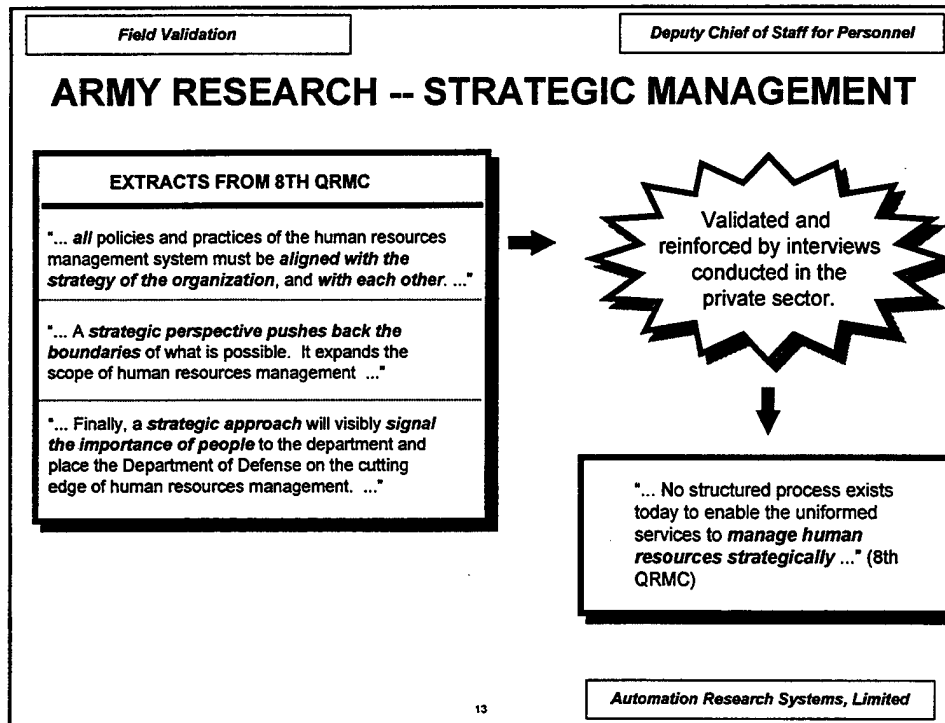 Field Validation
Deputy Chief of Staff for Personnel
ARMY RESEARCH -- STRATEGIC MANAGEMENT
EXTRACTS FROM 8TH QRMC
"... all policies and practices of the human resources
management system must be aligned with the
strategy of the organization, and with each other. ..."
"... A strategic perspective pushes back the
boundaries of what is possible. It expands the
scope of human resources management ..."
"... Finally, a strategic approach will visibly signal
the importance of people to the department and
place the Department of Defense on the cutting
edge of human resources management. ..."
Validated and
reinforced by interviews
conducted in the
private sector.
"... No structured process exists
today to enable the uniformed
services to manage human
resources strategically ..." (8th
QRMC)
13
Automation Research Systems, Limited